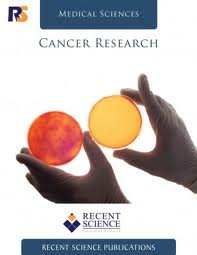 RS
MEDICAL SCIENCES
CANCER RESEARCH
RECENT
SCIENCE
RECENT SCIENCE PUBLICATIONS